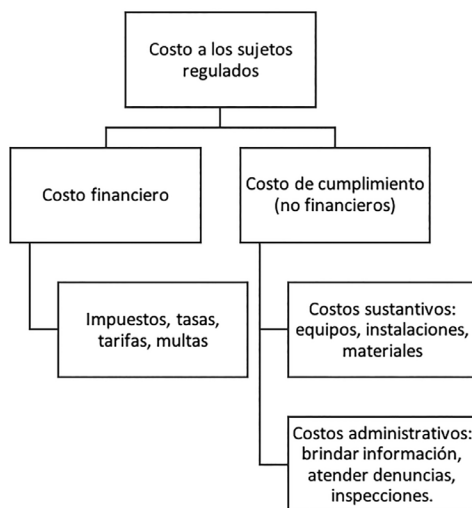 Costo a los sujetos
regulados
Costo financiero
Impuestos, tasas,
tarifas, multas
Costo de cumplimiento
(no financieros)
Costos sustantivos:
equipos, instalaciones,
materiales
Costos administrativos:
brindar información,
atender denuncias,
inspecciones.